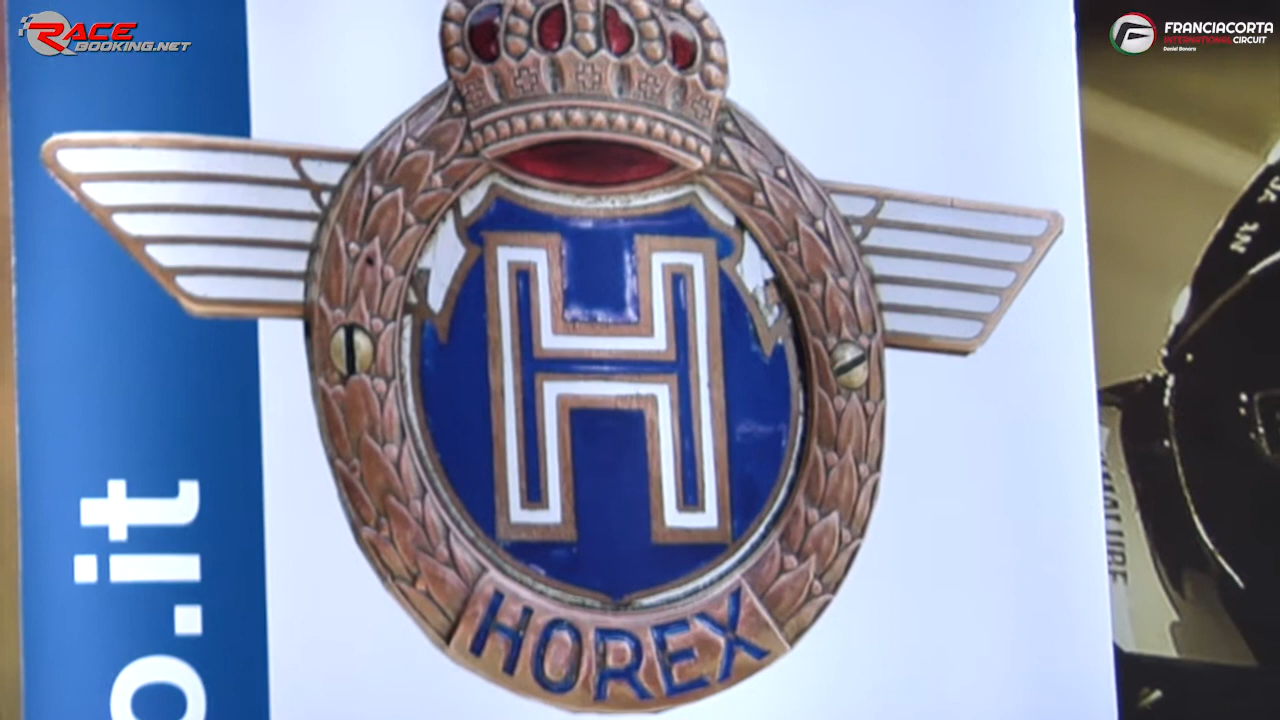 RACE
BOOKING.NET
FRANCIACORTA
INTERNATIONAL CIRCUIT
H
HOREX
o.it